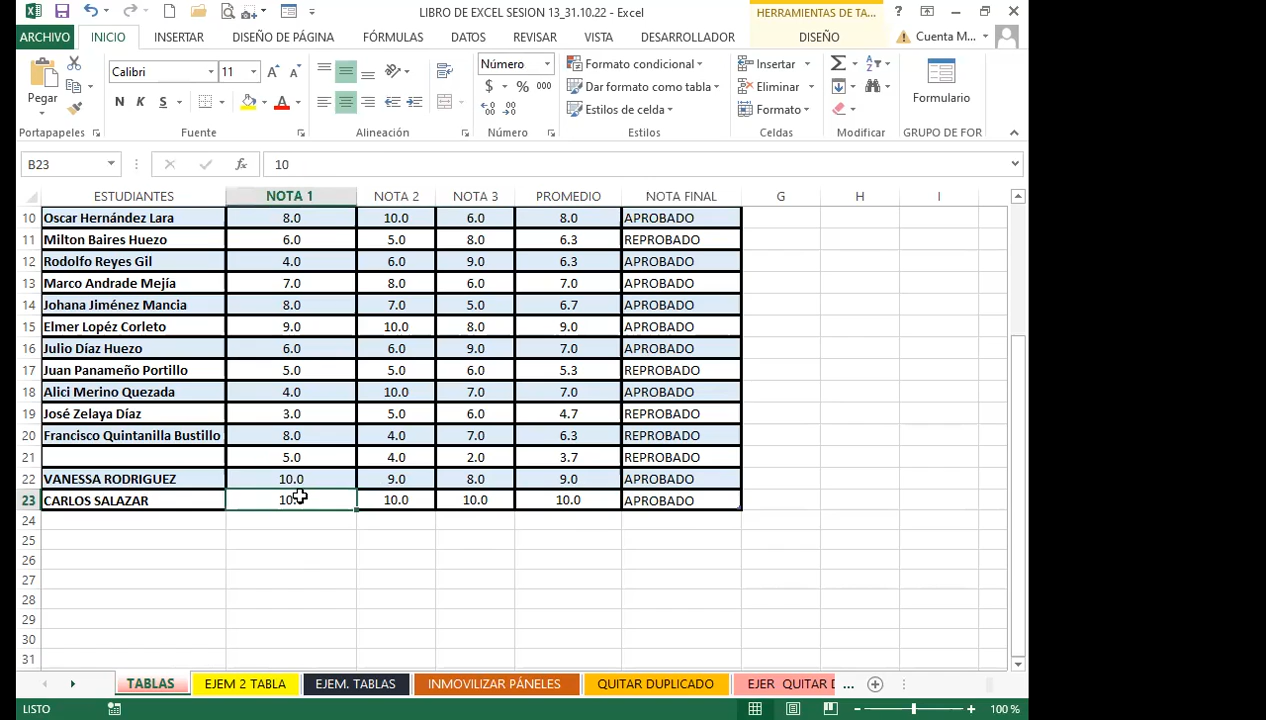 LIBRO DE EXCEL SESION 13_31.10.22 - Excel
HERRAMIENTAS DE TA...
ARCHIVO INICIO INSERTAR DISEÑO DE PÁGINA FÓRMULAS DATOS REVISAR VISTA DESARROLLADOR DISEÑO Cuenta M...
Pegar
Calibri 11
N K S
Número
$ % 000
Formato condicional
Dar formato como tabla
Estilos de celda
Insertar
Eliminar
Formato
Formulario
Portapapeles Fuente Alineación Número Estilos Celdas Modificar GRUPO DE FOR
B23 fx 10
ESTUDIANTES NOTA 1 NOTA 2 NOTA 3 PROMEDIO NOTA FINAL G H I
10 Oscar Hernández Lara 8.0 10.0 6.0 8.0 APROBADO
11 Milton Baires Huezo 6.0 5.0 8.0 6.3 REPROBADO
12 Rodolfo Reyes Gil 4.0 6.0 9.0 6.3 APROBADO
13 Marco Andrade Mejía 7.0 8.0 6.0 7.0 APROBADO
14 Johana Jiménez Mancia 8.0 7.0 5.0 6.7 APROBADO
15 Elmer Lopéz Corleto 9.0 10.0 8.0 9.0 APROBADO
16 Julio Díaz Huezo 6.0 6.0 9.0 7.0 APROBADO
17 Juan Panameño Portillo 5.0 5.0 6.0 5.3 REPROBADO
18 Alici Merino Quezada 4.0 10.0 7.0 7.0 APROBADO
19 José Zelaya Díaz 3.0 5.0 6.0 4.7 REPROBADO
20 Francisco Quintanilla Bustillo 8.0 4.0 7.0 6.3 REPROBADO
21 5.0 4.0 2.0 3.7 REPROBADO
22 VANESSA RODRIGUEZ 10.0 9.0 8.0 9.0 APROBADO
23 CARLOS SALAZAR 10.0 10.0 10.0 10.0 APROBADO
24
25
26
27
28
29
30
31
TABLAS EJEM 2 TABLA EJEM. TABLAS INMOVILIZAR PÁNELES QUITAR DUPLICADO EJER QUITAR D ...
LISTO 100 %